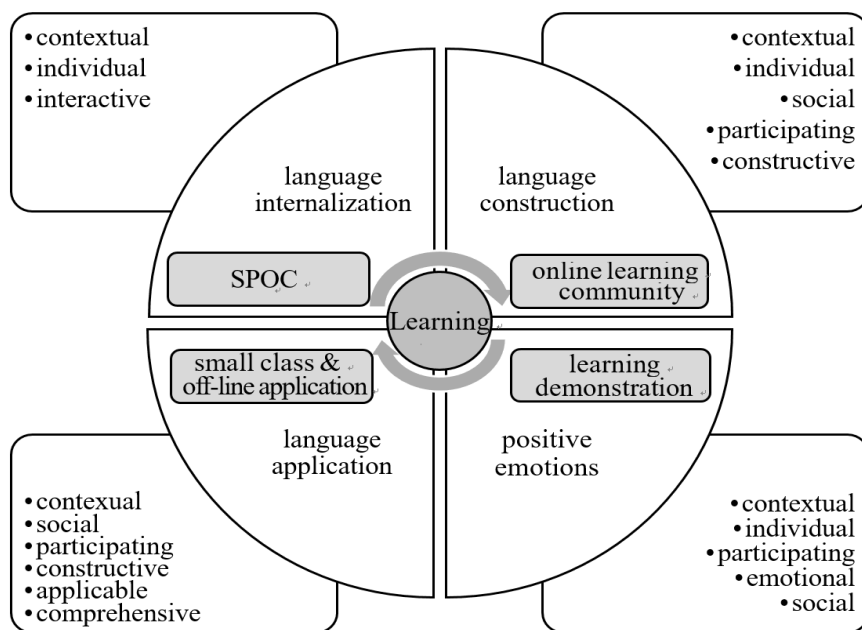 •contextual
•individual
•interactive
•contextual
•individual
•social
•participating
•constructive
language
internalization
language
construction
SPOC
online learning
community
Learning
small class &
off-line application
learning
demonstration
language
application
positive
emotions
•contexual
•social
•participating
•constructive
•applicable
•comprehensive
•contextual
•individual
•participating
•emotional
•social